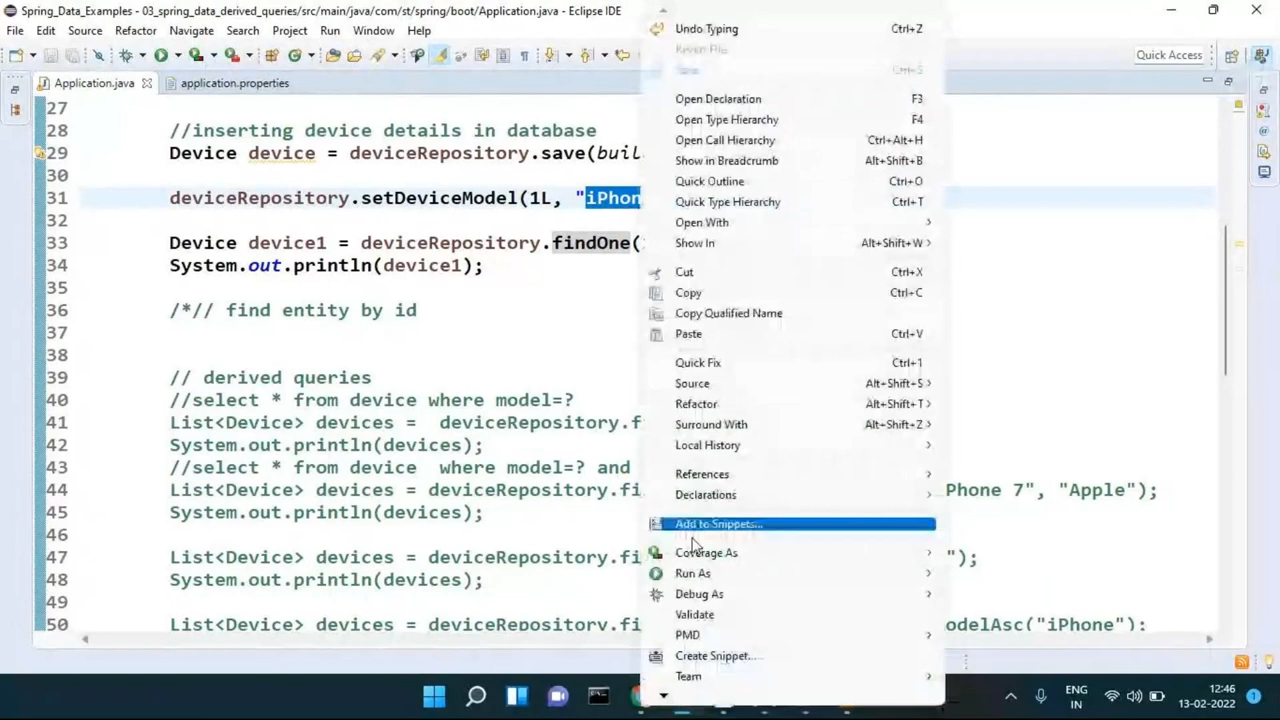 Spring_Data_Examples - 03_spring_data_derived_queries/src/main/java/com/st/spring/boot/Application.java - Eclipse IDE
File Edit Source Refactor Navigate Search Project Run Window Help
Quick Access
Application.java application.properties
27
28 //inserting device details in database
29 Device device = deviceRepository.save(buil
30
31 deviceRepository.setDeviceModel(1L, "iPhon
32
33 Device device1 = deviceRepository.findOne(
34 System.out.println(device1);
35
36 /*// find entity by id
37
38
39 // derived queries
40 //select * from device where model=?
41 List<Device> devices = deviceRepository.f
42 System.out.println(devices);
43 //select * from device where model=? and
44 List<Device> devices = deviceRepository.fi Phone 7", "Apple");
45 System.out.println(devices);
46
47 List<Device> devices = deviceRepository.fi ");
48 System.out.println(devices);
49
50 List<Device> devices = deviceRepository.fi odelAsc("iPhone");
Undo Typing Ctrl+Z
Revert File
Save Ctrl+S
Open Declaration F3
Open Type Hierarchy F4
Open Call Hierarchy Ctrl+Alt+H
Show in Breadcrumb Alt+Shift+B
Quick Outline Ctrl+O
Quick Type Hierarchy Ctrl+T
Open With
Show In Alt+Shift+W
Cut Ctrl+X
Copy Ctrl+C
Copy Qualified Name
Paste Ctrl+V
Quick Fix Ctrl+1
Source Alt+Shift+S
Refactor Alt+Shift+T
Surround With Alt+Shift+Z
Local History
References
Declarations
Add to Snippets...
Coverage As
Run As
Debug As
Validate
PMD
Create Snippet...
Team
ENG
IN
12:46
13-02-2022
1